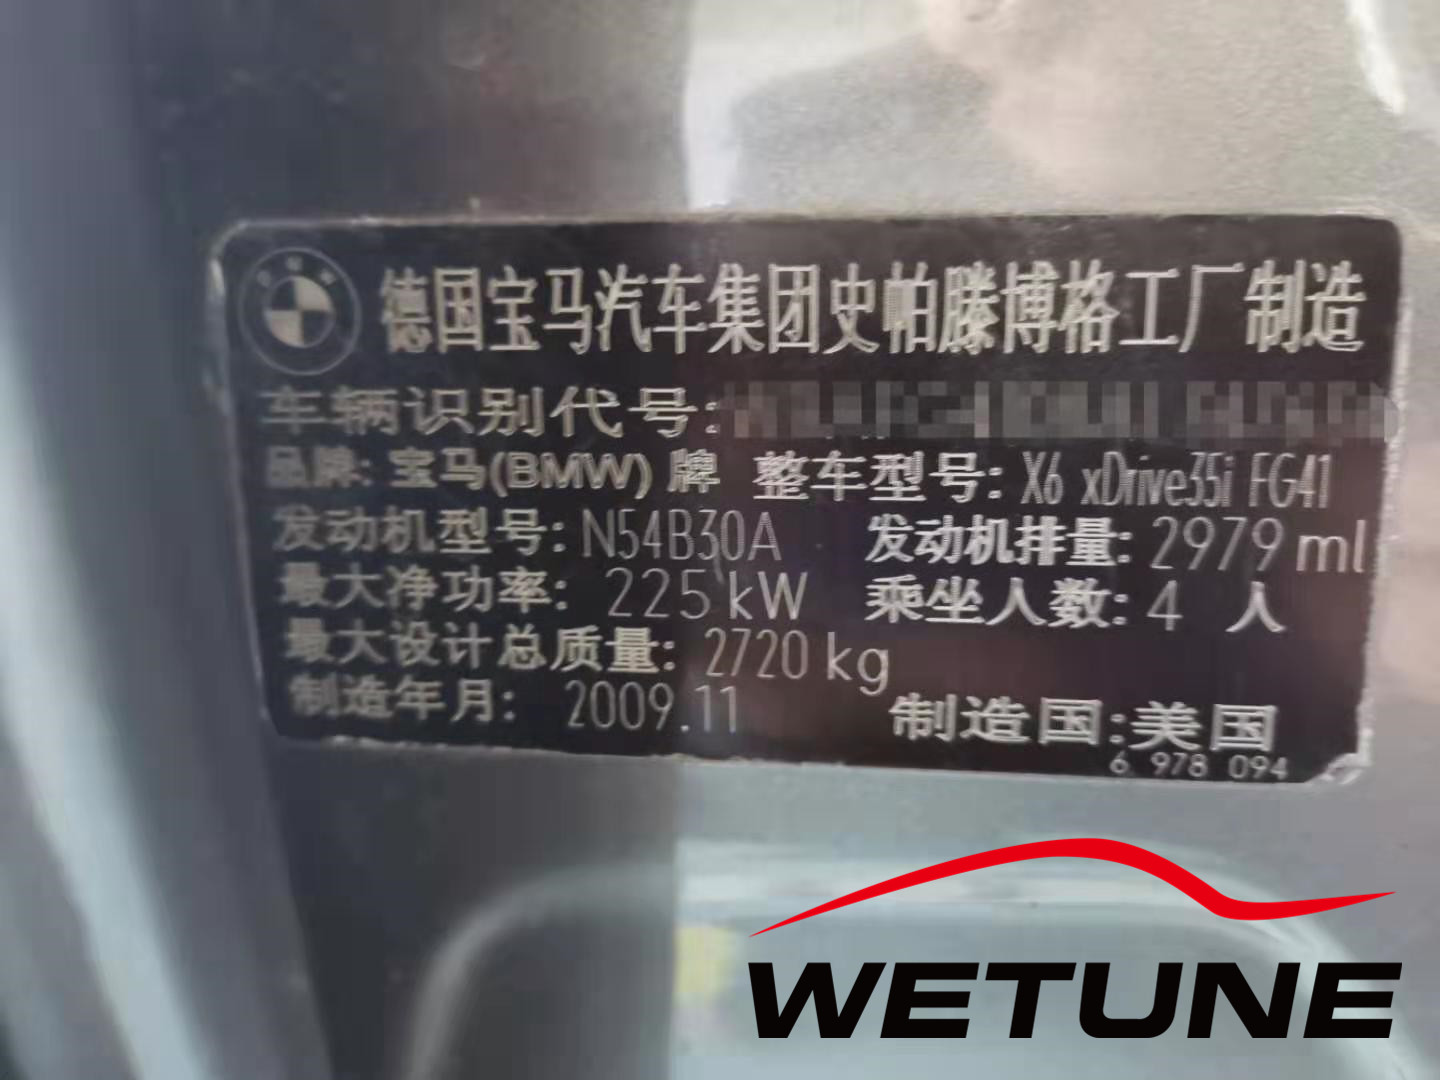 德国宝马汽车集团史帕滕博格工厂制造
车辆识别代号:
品牌: 宝马(BMW) 牌 整车型号: X6 xDrive35i FG41
发动机型号: N54B30A 发动机排量: 2979 ml
最大净功率: 225 kW 乘坐人数: 4 人
最大设计总质量: 2720 kg
制造年月: 2009.11 制造国: 美国
6 978 094
WETUNE